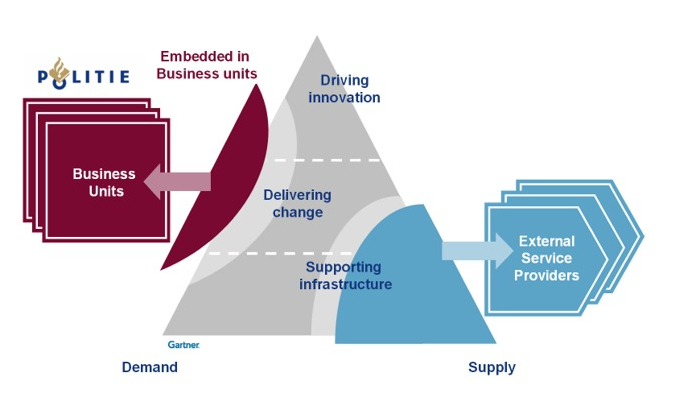 POLITIE
Embedded in
Business units
Driving
innovation
Business
Units
Delivering
change
External
Service
Providers
Supporting
infrastructure
Gartner
Demand
Supply